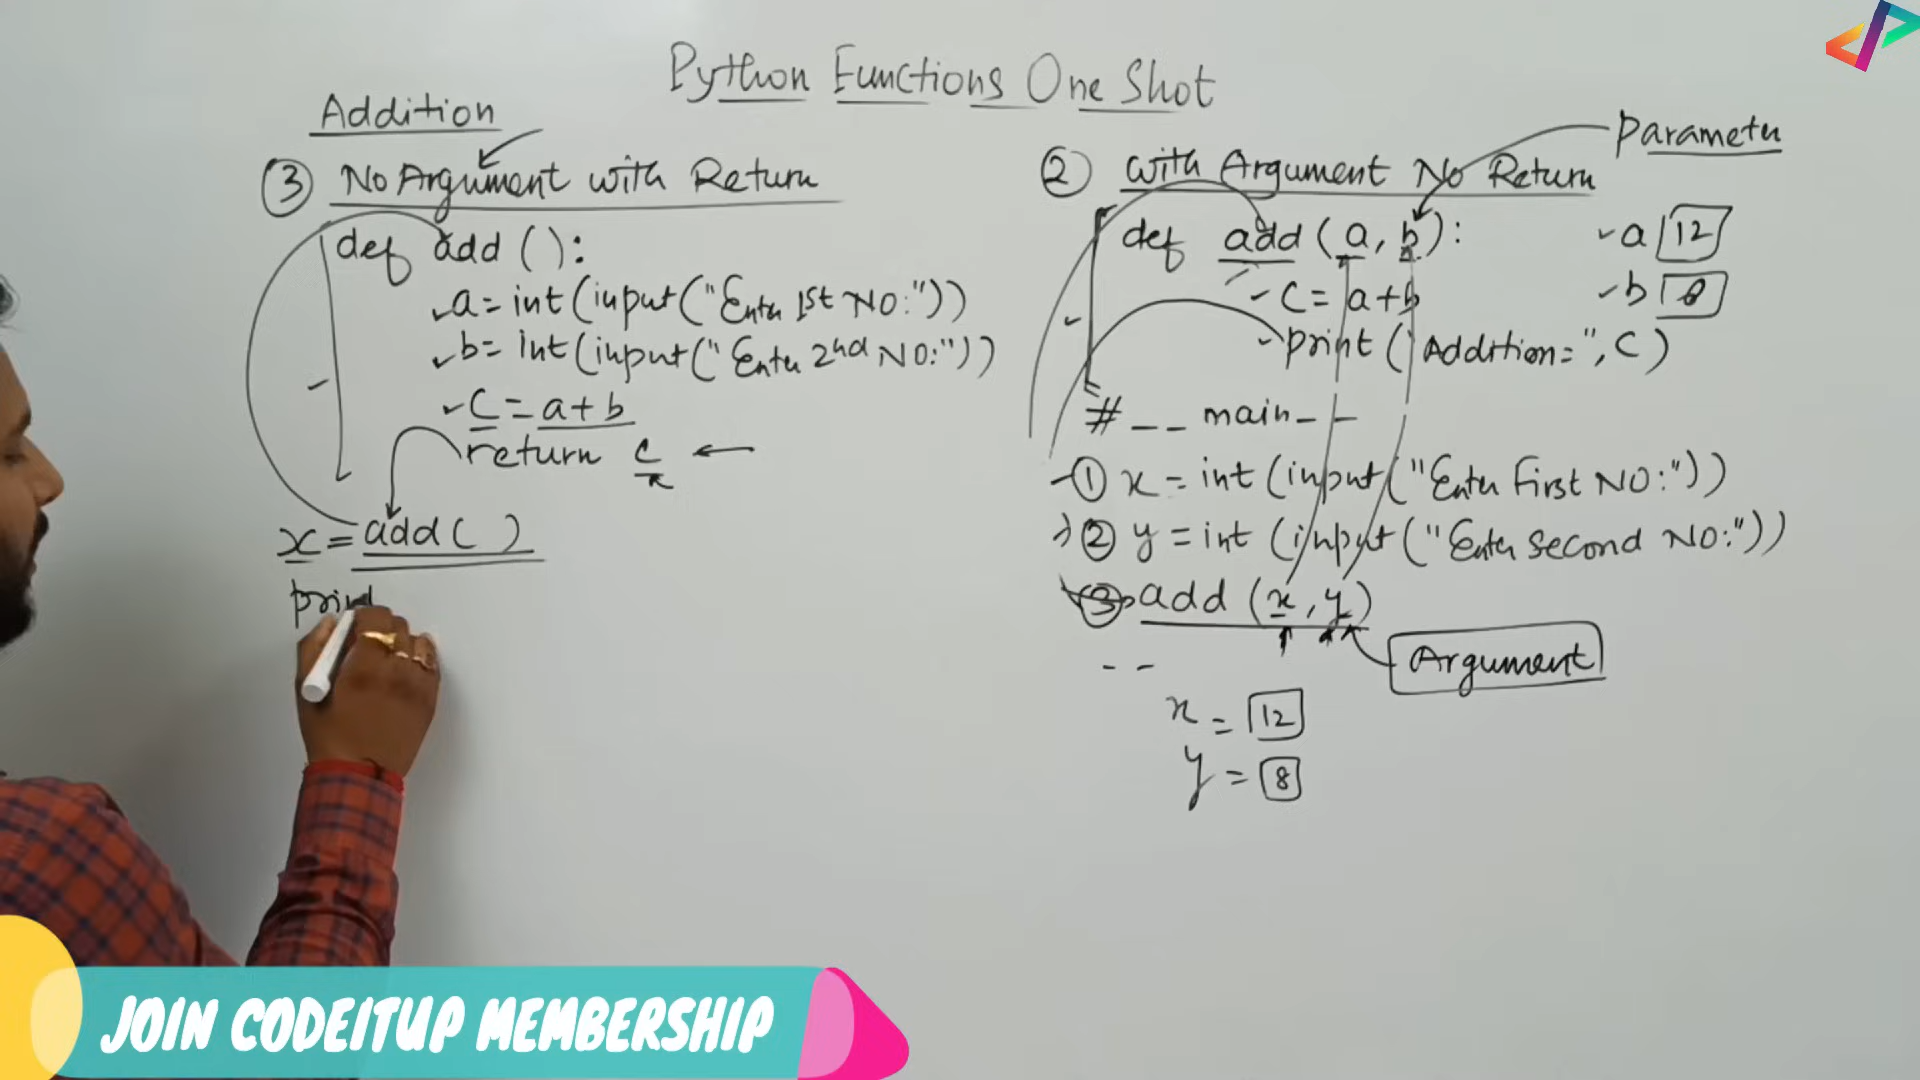 Python Functions One Shot
Addition
③ No Argument with Return
def add ():
a = int(input("Enter 1st NO:"))
b = int(input("Enter 2nd NO:"))
c = a+b
return c
x = add( )
print
② with Argument No Return
Parameter
def add (a, b):
c = a+b
print ( Addition= ", c )
a 12
b 8
# _ _ main _ _
① x = int (input ("Enter First NO:"))
② y = int (input ("Enter Second NO:"))
③ add (x, y)
- -
Argument
x = 12
y = 8
JOIN CODEITUP MEMBERSHIP